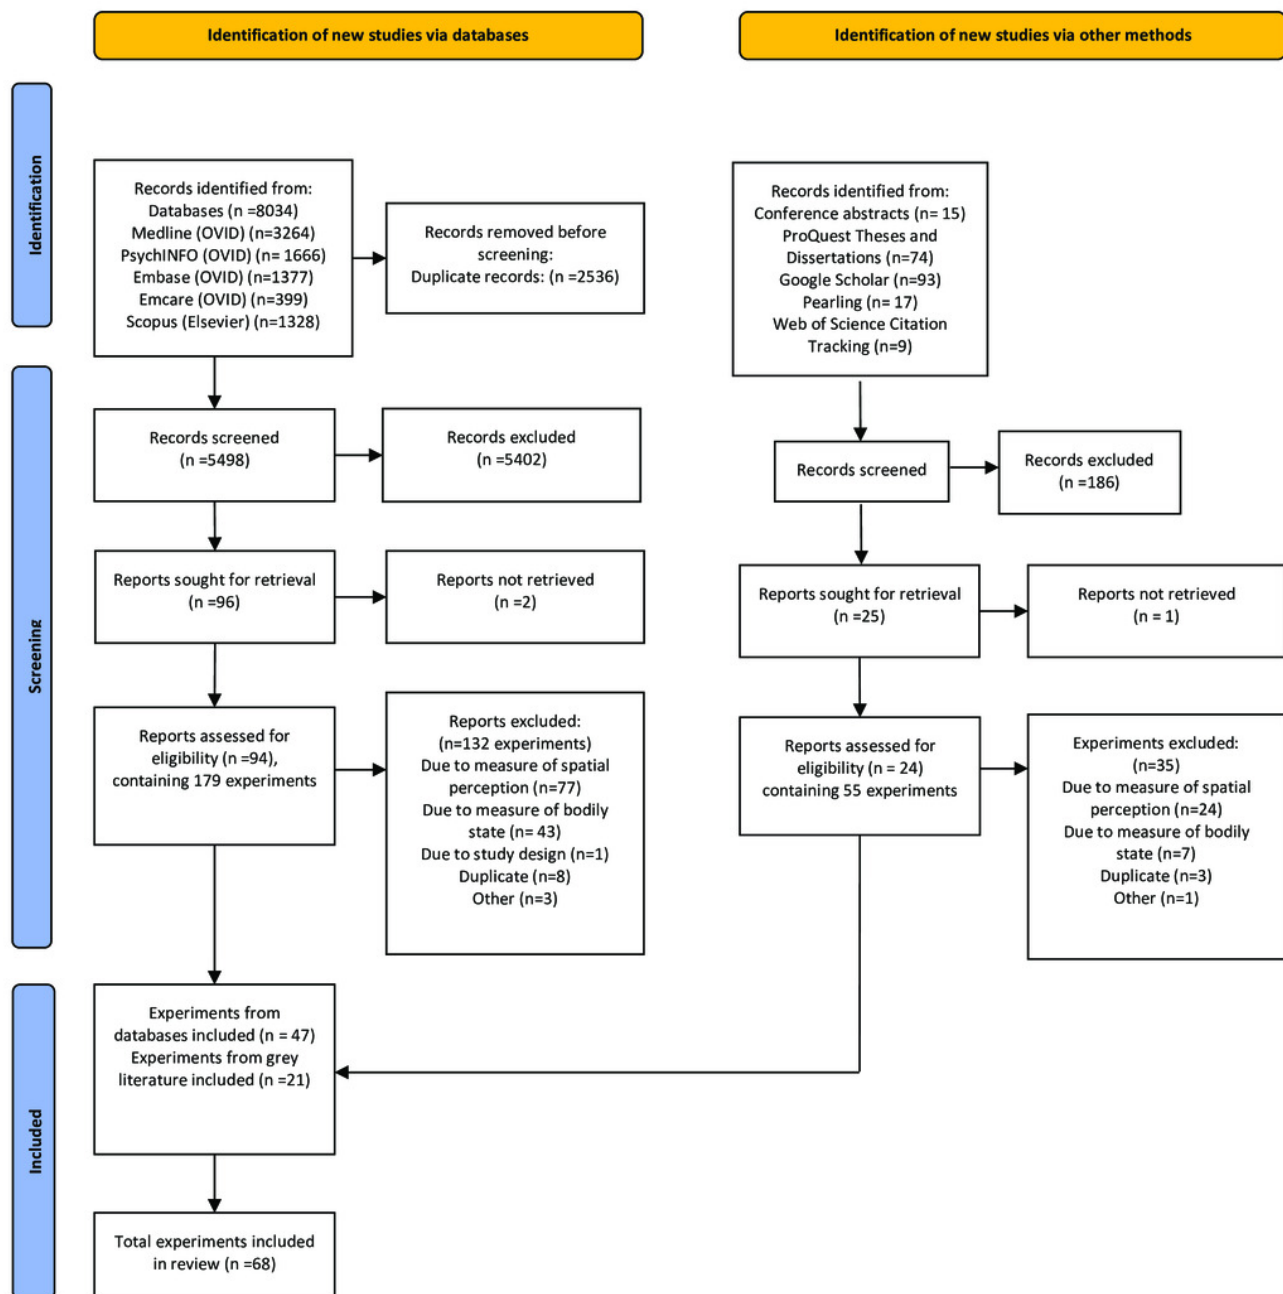 Identification of new studies via databases
Identification of new studies via other methods
Identification
Records identified from:
Databases (n =8034)
Medline (OVID) (n=3264)
PsychINFO (OVID) (n= 1666)
Embase (OVID) (n=1377)
Emcare (OVID) (n=399)
Scopus (Elsevier) (n=1328)
Records removed before
screening:
Duplicate records: (n =2536)
Records identified from:
Conference abstracts (n= 15)
ProQuest Theses and
Dissertations (n=74)
Google Scholar (n=93)
Pearling (n= 17)
Web of Science Citation
Tracking (n=9)
Screening
Records screened
(n =5498)
Records excluded
(n =5402)
Records screened
Records excluded
(n =186)
Reports sought for retrieval
(n =96)
Reports not retrieved
(n =2)
Reports sought for retrieval
(n =25)
Reports not retrieved
(n = 1)
Reports assessed for
eligibility (n =94),
containing 179 experiments
Reports excluded:
(n=132 experiments)
Due to measure of spatial
perception (n=77)
Due to measure of bodily
state (n= 43)
Due to study design (n=1)
Duplicate (n=8)
Other (n=3)
Reports assessed for
eligibility (n = 24)
containing 55 experiments
Experiments excluded:
(n=35)
Due to measure of spatial
perception (n=24)
Due to measure of bodily
state (n=7)
Duplicate (n=3)
Other (n=1)
Included
Experiments from
databases included (n = 47)
Experiments from grey
literature included (n =21)
Total experiments included
in review (n =68)